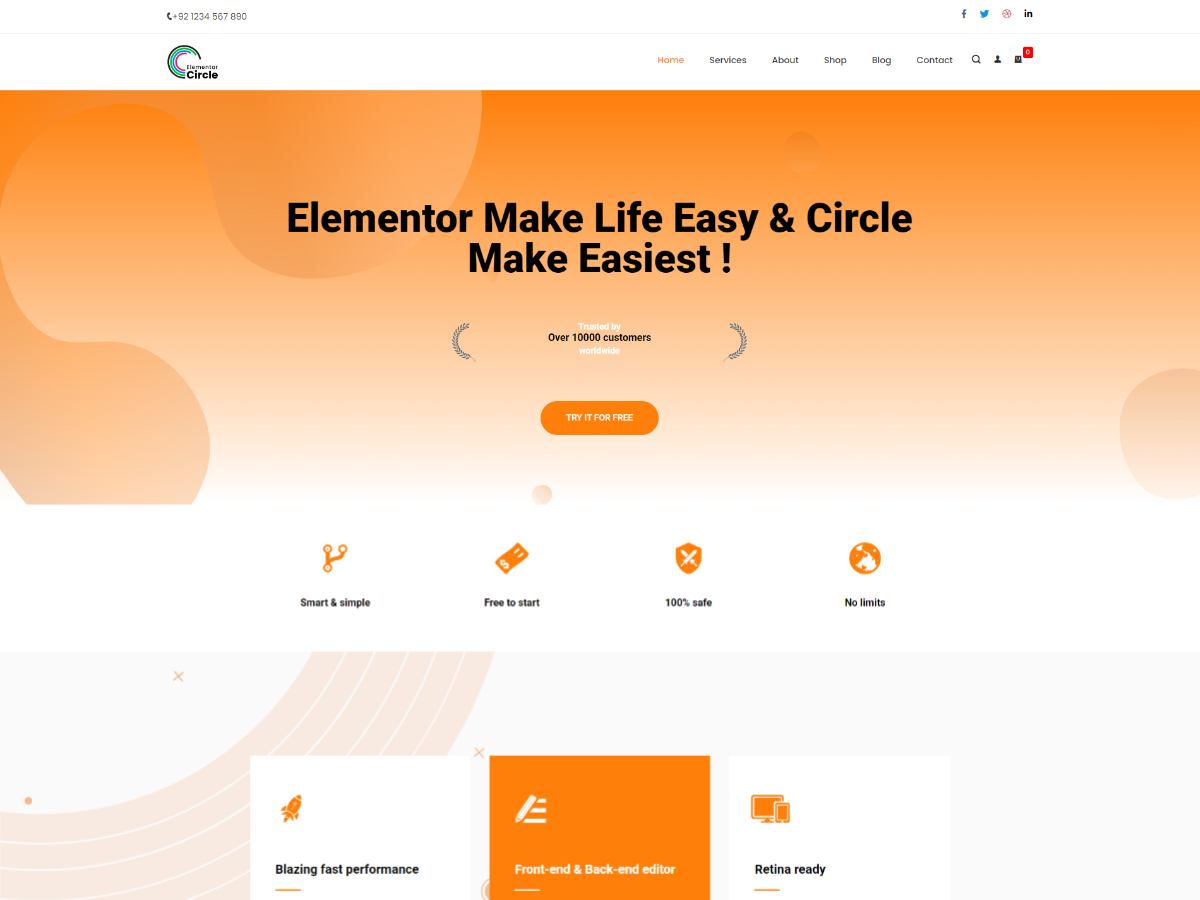 +92 1234 567 890
Elementor
Circle
Home Services About Shop Blog Contact
0
Elementor Make Life Easy & Circle
Make Easiest !
Trusted by
Over 10000 customers
worldwide
TRY IT FOR FREE
Smart & simple Free to start 100% safe No limits
Blazing fast performance Front-end & Back-end editor Retina ready